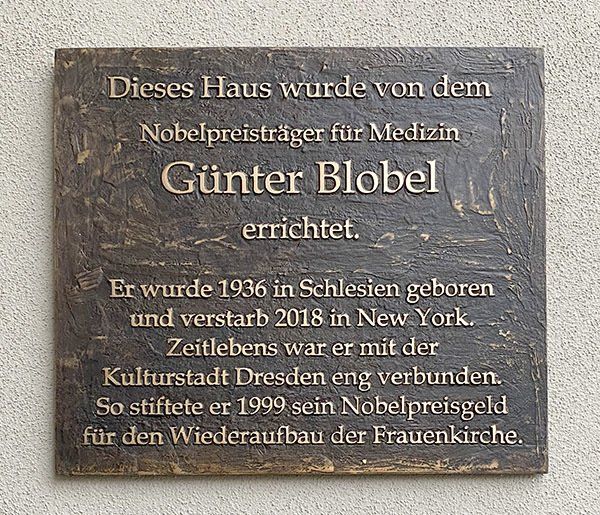 Dieses Haus wurde von dem
Nobelpreisträger für Medizin
Günter Blobel
errichtet.
Er wurde 1936 in Schlesien geboren
und verstarb 2018 in New York.
Zeitlebens war er mit der
Kulturstadt Dresden eng verbunden.
So stiftete er 1999 sein Nobelpreisgeld
für den Wiederaufbau der Frauenkirche.